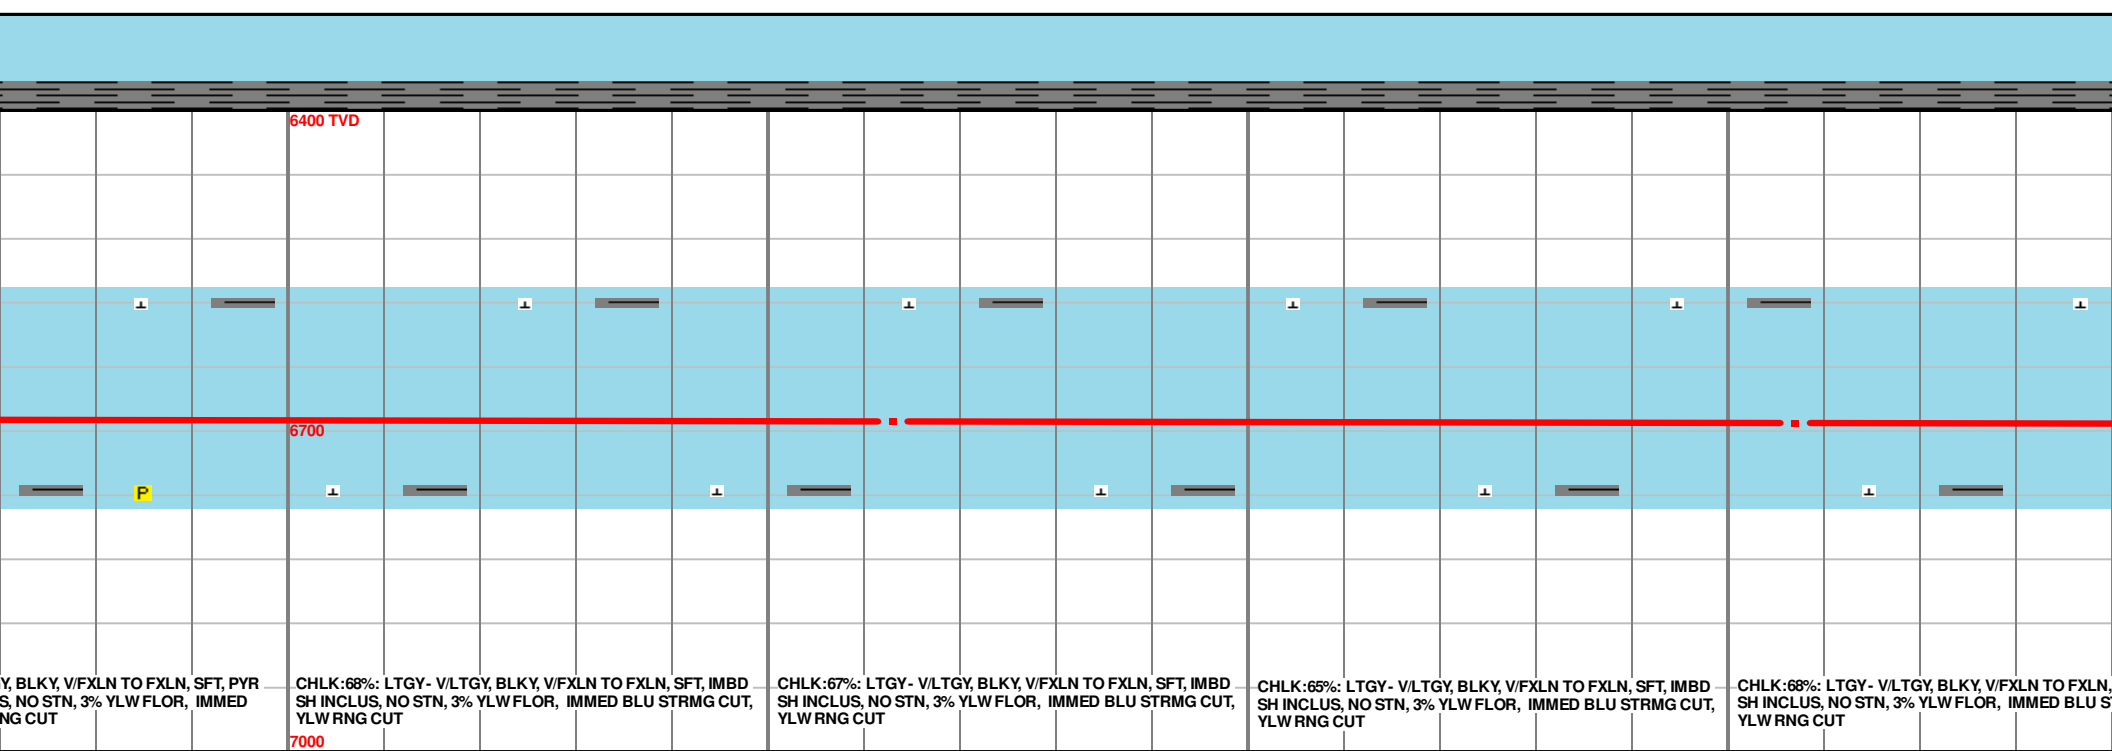 6400 TVD
6700
P
Y, BLKY, V/FXLN TO FXLN, SFT, PYR
S, NO STN, 3% YLW FLOR, IMMED
NG CUT
CHLK:68%: LTGY- V/LTGY, BLKY, V/FXLN TO FXLN, SFT, IMBD
SH INCLUS, NO STN, 3% YLW FLOR, IMMED BLU STRMG CUT,
YLW RNG CUT
CHLK:67%: LTGY- V/LTGY, BLKY, V/FXLN TO FXLN, SFT, IMBD
SH INCLUS, NO STN, 3% YLW FLOR, IMMED BLU STRMG CUT,
YLW RNG CUT
CHLK:65%: LTGY- V/LTGY, BLKY, V/FXLN TO FXLN, SFT, IMBD
SH INCLUS, NO STN, 3% YLW FLOR, IMMED BLU STRMG CUT,
YLW RNG CUT
CHLK:68%: LTGY- V/LTGY, BLKY, V/FXLN TO FXLN,
SH INCLUS, NO STN, 3% YLW FLOR, IMMED BLU S
YLW RNG CUT
7000